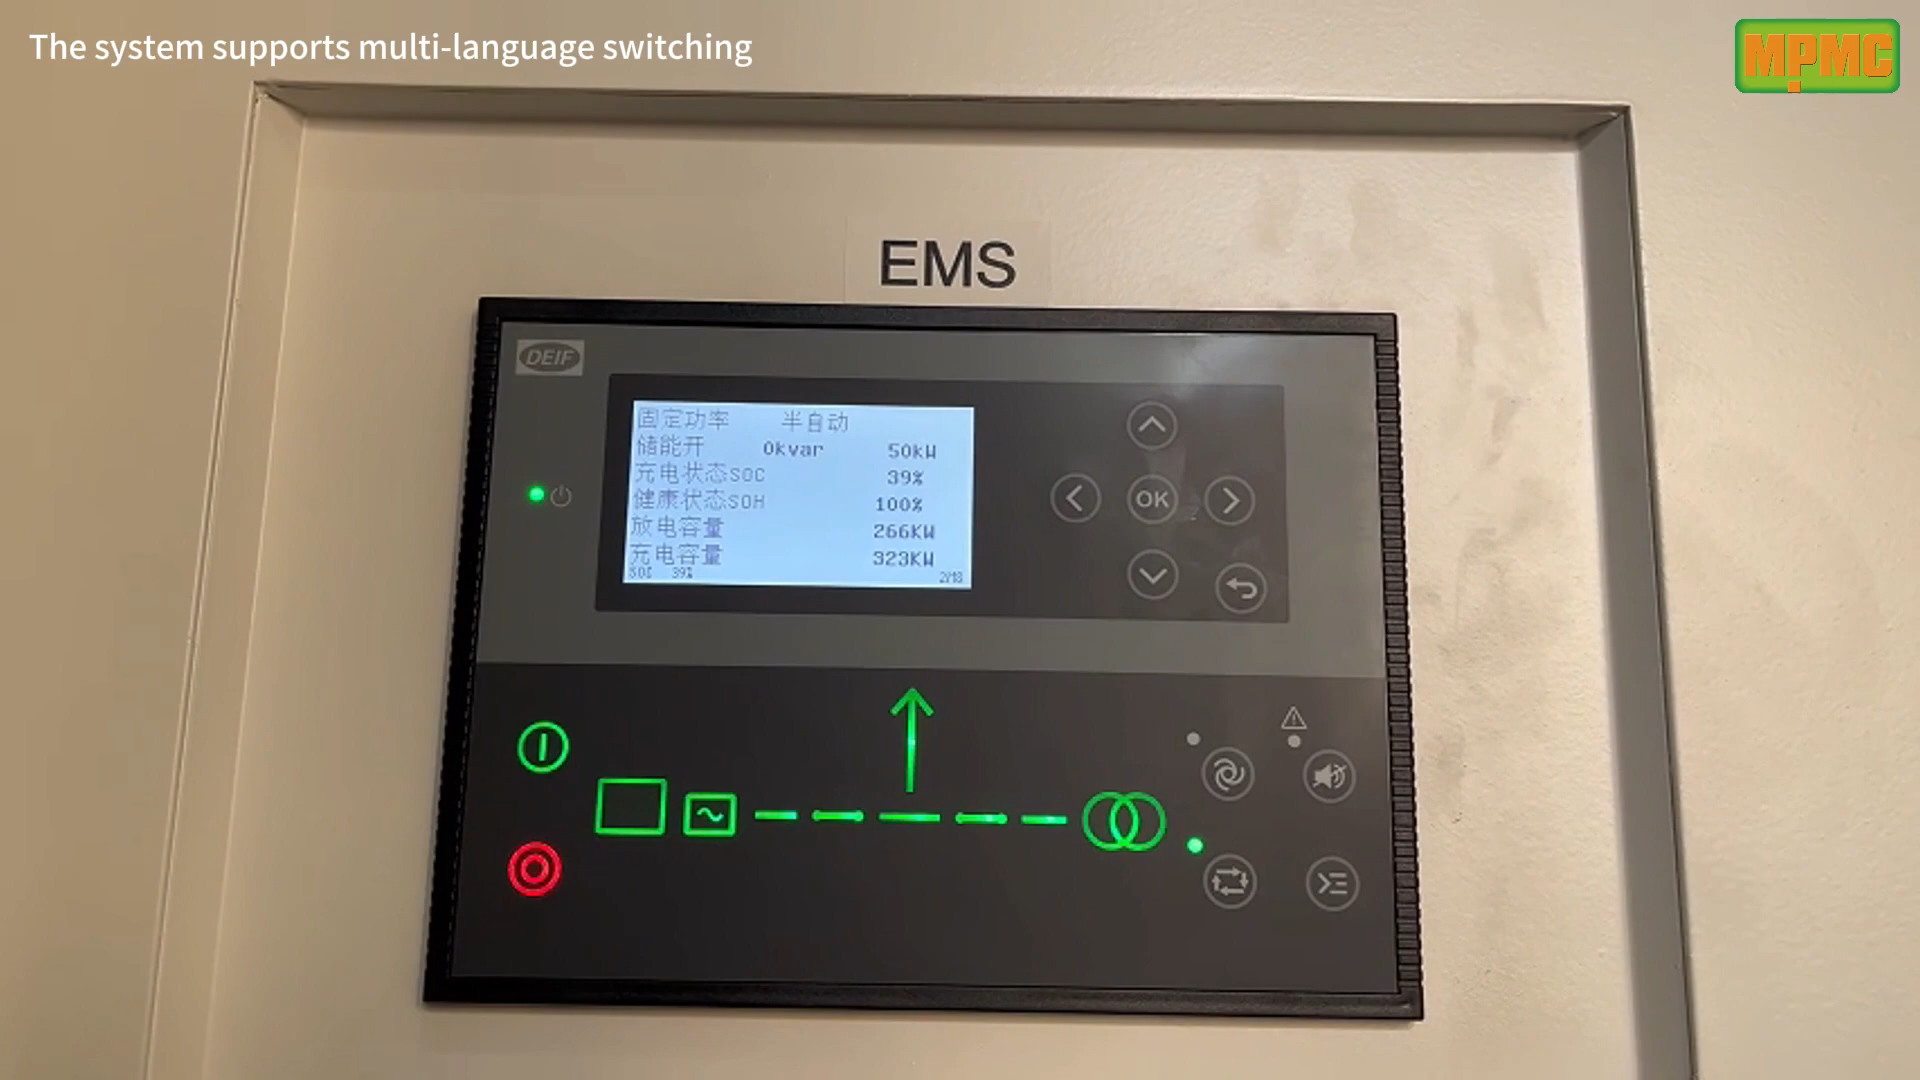 The system supports multi-language switching
MPMC
EMS
DEIF
固定功率 半自动
储能开 0kvar 50kW
充电状态SOC 39%
健康状态SOH 100%
放电容量 266KW
充电容量 323KW
39%
OK